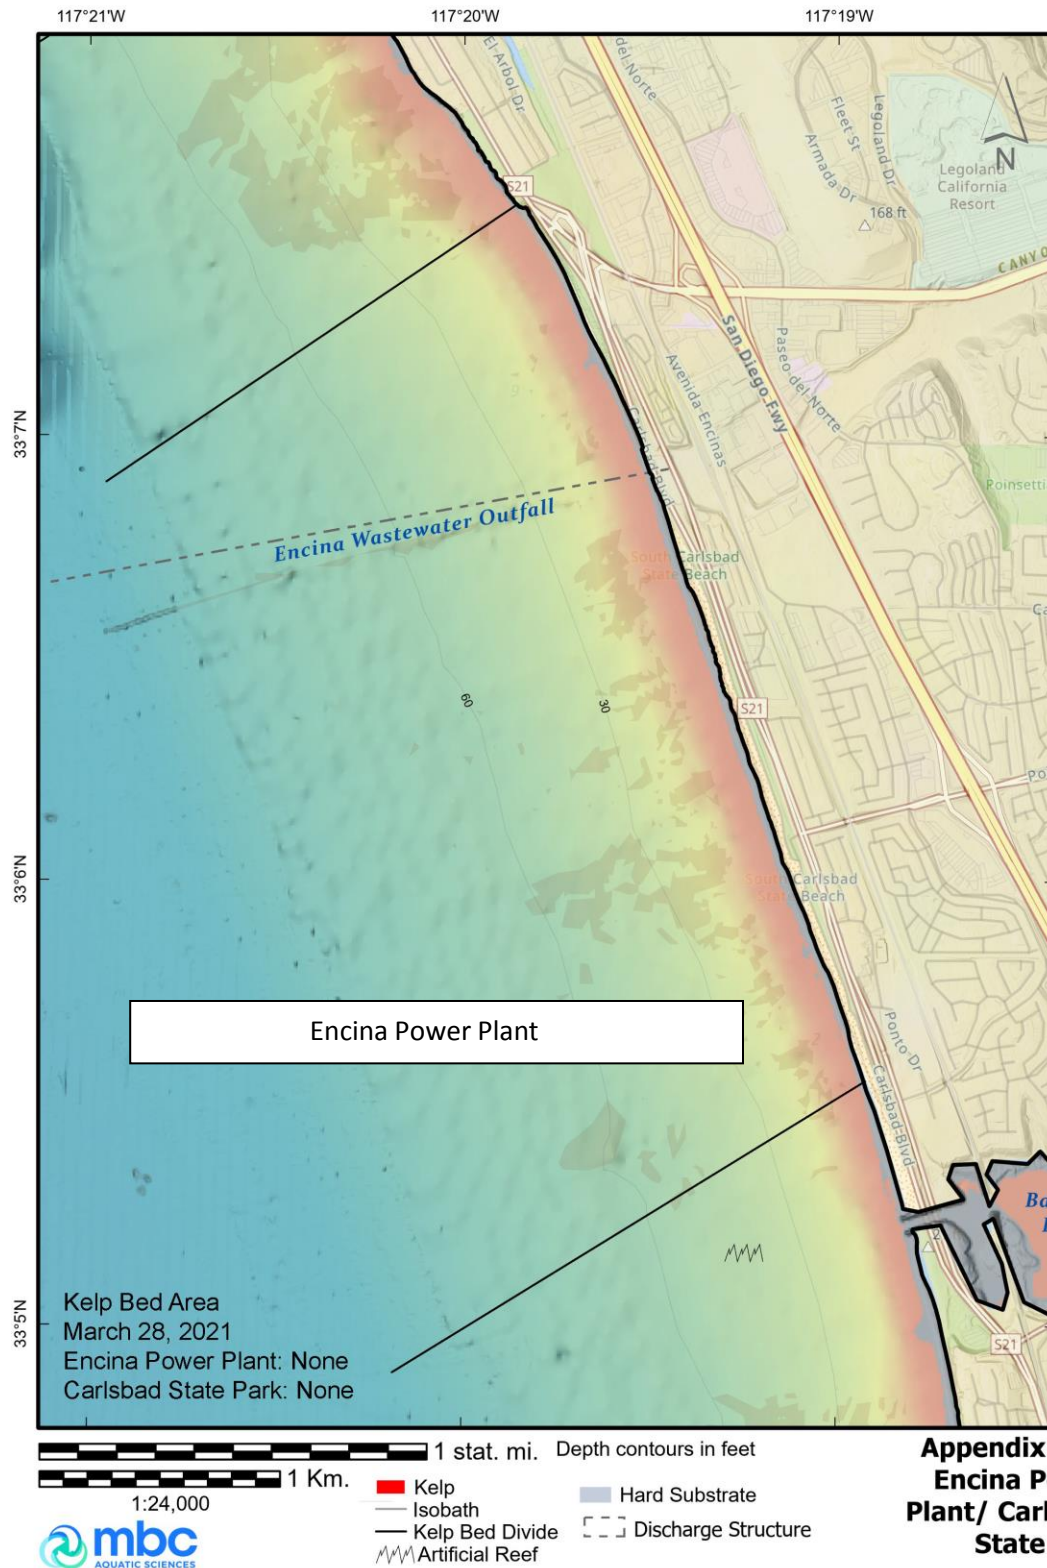 117°21'W
117°20'W
117°19'W
El Arbol Dr
del Norte
Fleet St
Legoland Dr
Armada Dr
N
Legoland
California
Resort
168 ft
S21
CANYO
33°7'N
San Diego Fwy
Paseo del Norte
Avenida Encinas
Carlsbad Blvd
Poinsetti
Encina Wastewater Outfall
South Carlsbad
State Beach
60
30
S21
33°6'N
South Carlsbad
State Beach
Encina Power Plant
Ponto Dr
Carlsbad Blvd
Ba
2
33°5'N
S21
Kelp Bed Area
March 28, 2021
Encina Power Plant: None
Carlsbad State Park: None
1 stat. mi.
Depth contours in feet
1 Km.
1:24,000
Kelp
Isobath
Kelp Bed Divide
Artificial Reef
Hard Substrate
Discharge Structure
Appendix
Encina P
Plant/ Carl
State
mbc
AQUATIC SCIENCES